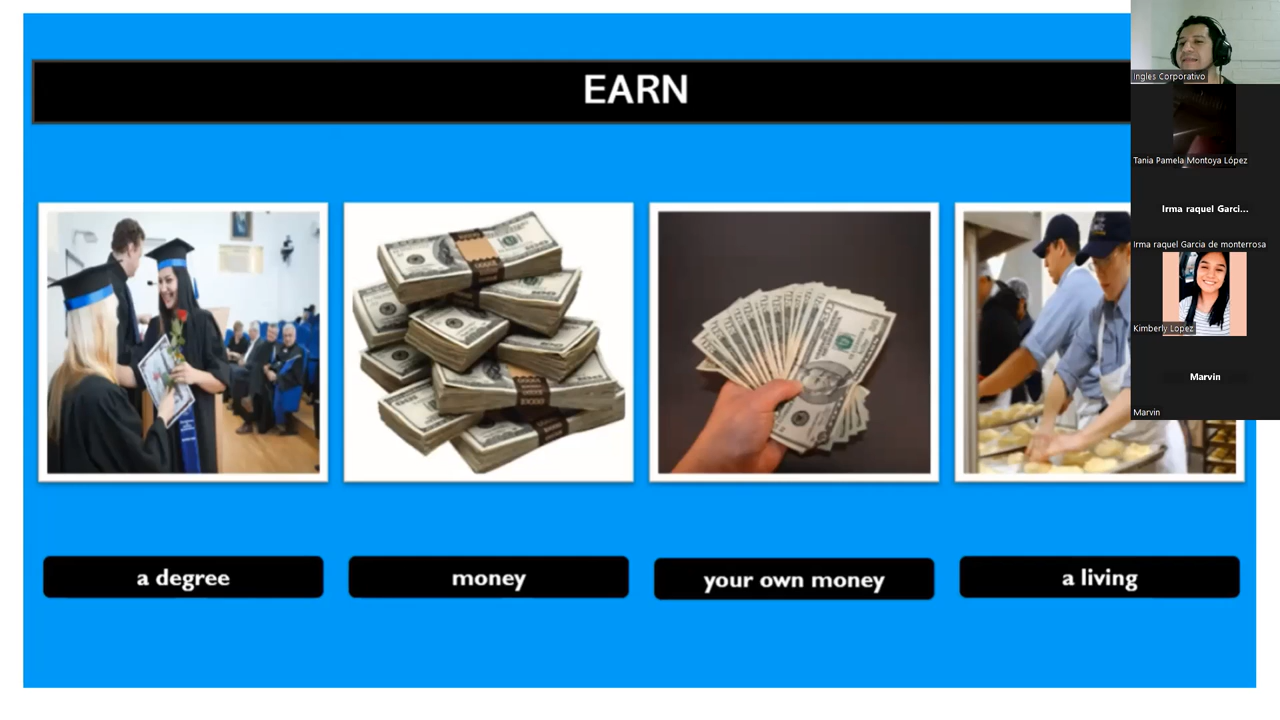 EARN
a degree
money
your own money
a living
Ingles Corporativo
Tania Pamela Montoya López
Irma raquel Garci...
Irma raquel Garcia de monterrosa
Kimberly Lopez
Marvin
Marvin